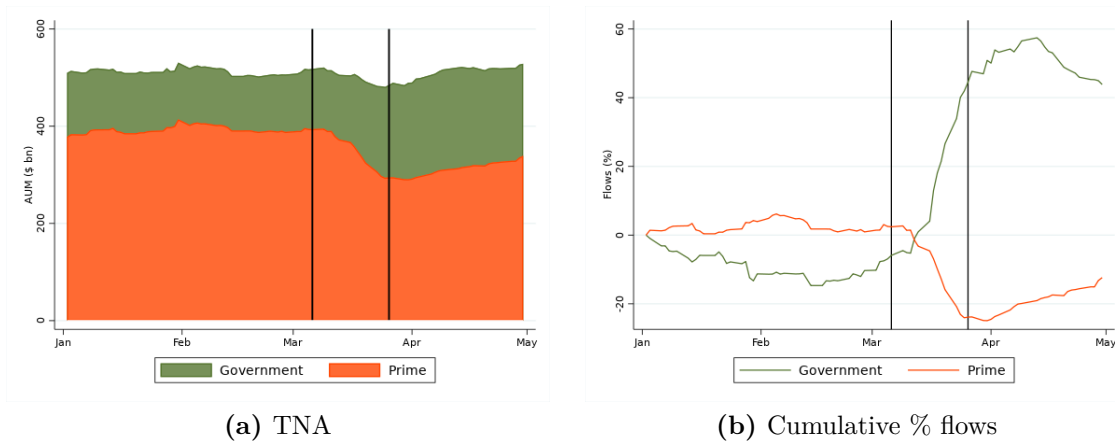 600
400
200
0
AUM ($ bn)
Jan Feb Mar Apr May
Government Prime
(a) TNA
60
40
20
0
-20
Flows (%)
Jan Feb Mar Apr May
Government Prime
(b) Cumulative % flows